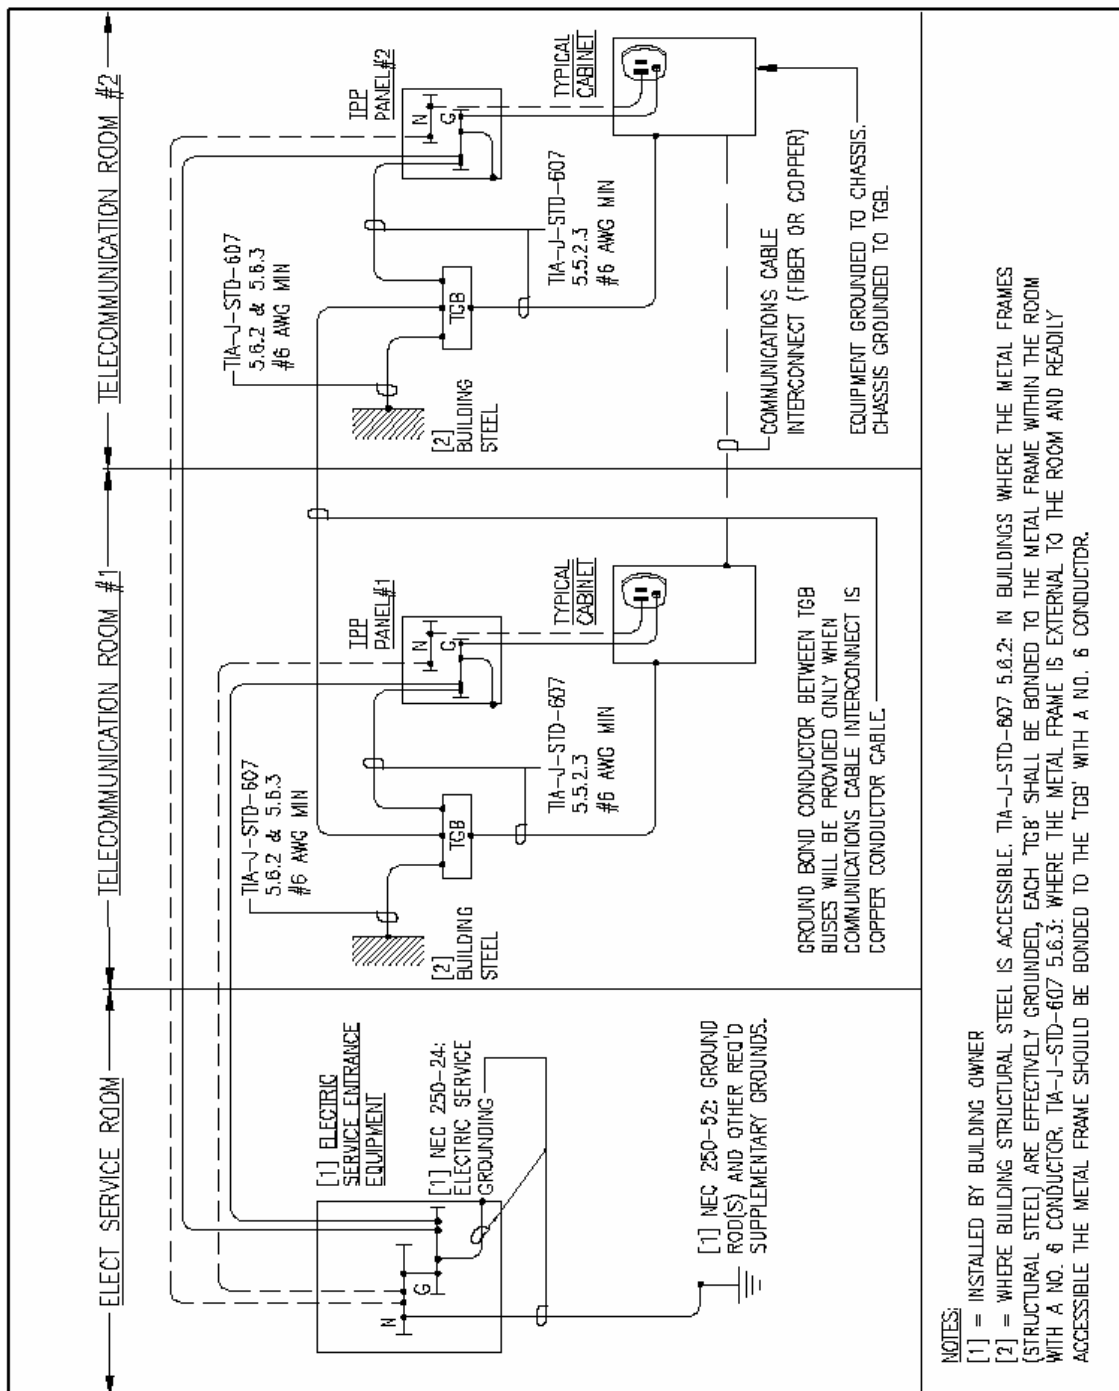 ELECT SERVICE ROOM
TELECOMMUNICATION ROOM #1
TELECOMMUNICATION ROOM #2
[1] ELECTRIC
SERVICE ENTRANCE
EQUIPMENT
[1] NEC 250-24:
ELECTRIC SERVICE
GROUNDING
N
G
[1] NEC 250-52: GROUND
ROD(S) AND OTHER REQ'D
SUPPLEMENTARY GROUNDS.
TIA-J-STD-607
5.6.2 & 5.6.3
#6 AWG MIN
[2]
BUILDING
STEEL
TGB
IPP
PANEL#1
N
G
TIA-J-STD-607
5.5.2.3
#6 AWG MIN
TYPICAL
CABINET
GROUND BOND CONDUCTOR BETWEEN TGB
BUSES WILL BE PROVIDED ONLY WHEN
COMMUNICATIONS CABLE INTERCONNECT IS
COPPER CONDUCTOR CABLE.
TIA-J-STD-607
5.6.2 & 5.6.3
#6 AWG MIN
[2]
BUILDING
STEEL
TGB
IPP
PANEL#2
N
G
TIA-J-STD-607
5.5.2.3
#6 AWG MIN
TYPICAL
CABINET
COMMUNICATIONS CABLE
INTERCONNECT (FIBER OR COPPER)
EQUIPMENT GROUNDED TO CHASSIS.
CHASSIS GROUNDED TO TGB.
NOTES:
[1] = INSTALLED BY BUILDING OWNER
[2] = WHERE BUILDING STRUCTURAL STEEL IS ACCESSIBLE. TIA-J-STD-607 5.6.2: IN BUILDINGS WHERE THE METAL FRAMES
(STRUCTURAL STEEL) ARE EFFECTIVELY GROUNDED, EACH 'TGB' SHALL BE BONDED TO THE METAL FRAME WITHIN THE ROOM
WITH A NO. 6 CONDUCTOR. TIA-J-STD-607 5.6.3: WHERE THE METAL FRAME IS EXTERNAL TO THE ROOM AND READILY
ACCESSIBLE THE METAL FRAME SHOULD BE BONDED TO THE 'TGB' WITH A NO. 6 CONDUCTOR.